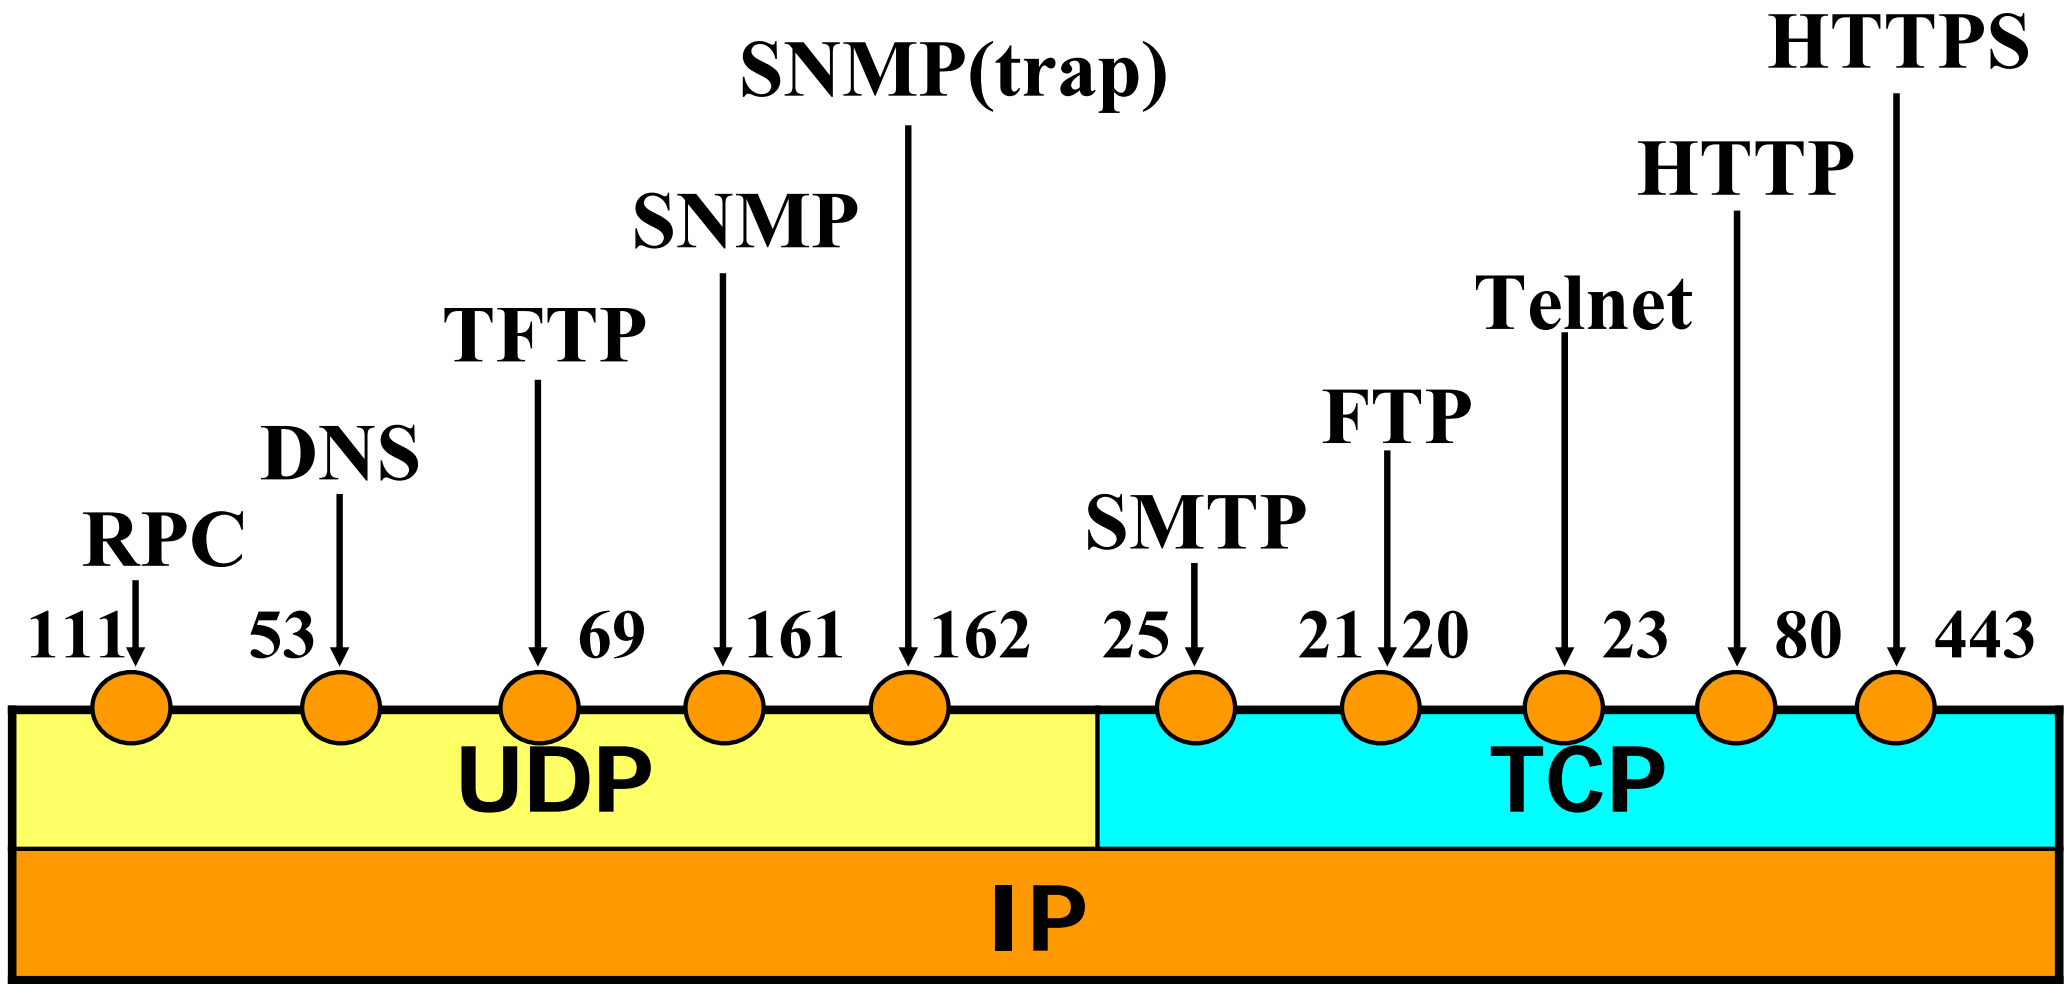 HTTPS
SNMP(trap)
HTTP
SNMP
Telnet
TFTP
FTP
DNS
SMTP
RPC
111 53 69 161 162 25 21 20 23 80 443
UDP TCP
IP